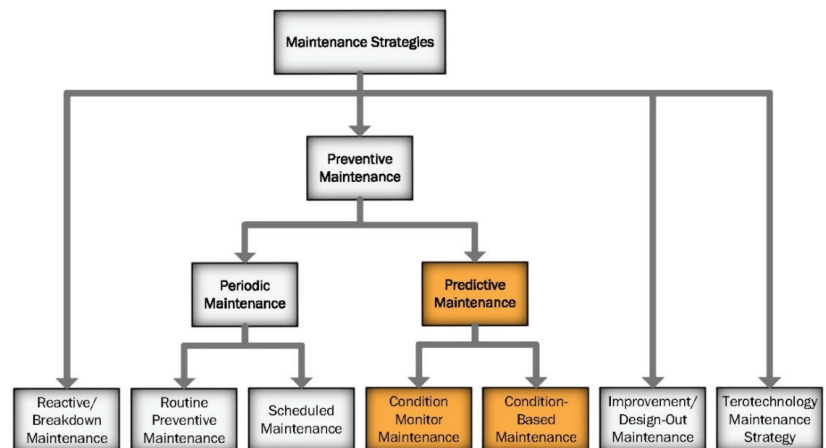 Maintenance Strategies
Preventive
Maintenance
Periodic
Maintenance
Predictive
Maintenance
Reactive/
Breakdown
Maintenance
Routine
Preventive
Maintenance
Scheduled
Maintenance
Condition
Monitor
Maintenance
Condition-
Based
Maintenance
Improvement/
Design-Out
Maintenance
Terotechnology
Maintenance
Strategy